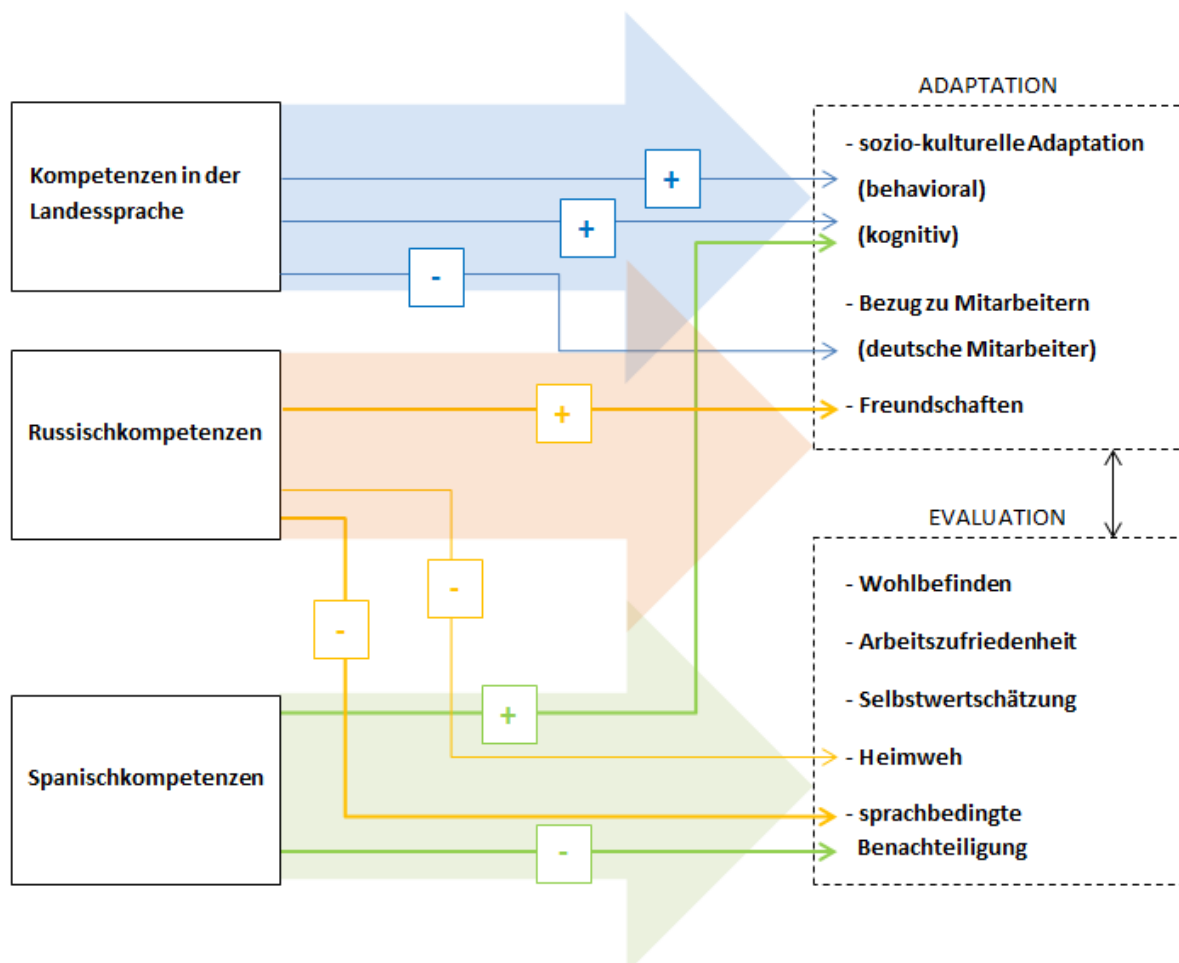 ADAPTATION
Kompetenzen in der
Landessprache
+
+
-
- sozio-kulturelle Adaptation
(behavioral)
(kognitiv)
- Bezug zu Mitarbeitern
(deutsche Mitarbeiter)
- Freundschaften
Russischkompetenzen
+
-
-
EVALUATION
- Wohlbefinden
- Arbeitszufriedenheit
- Selbstwertschätzung
- Heimweh
- sprachbedingte
Benachteiligung
Spanischkompetenzen
+
-